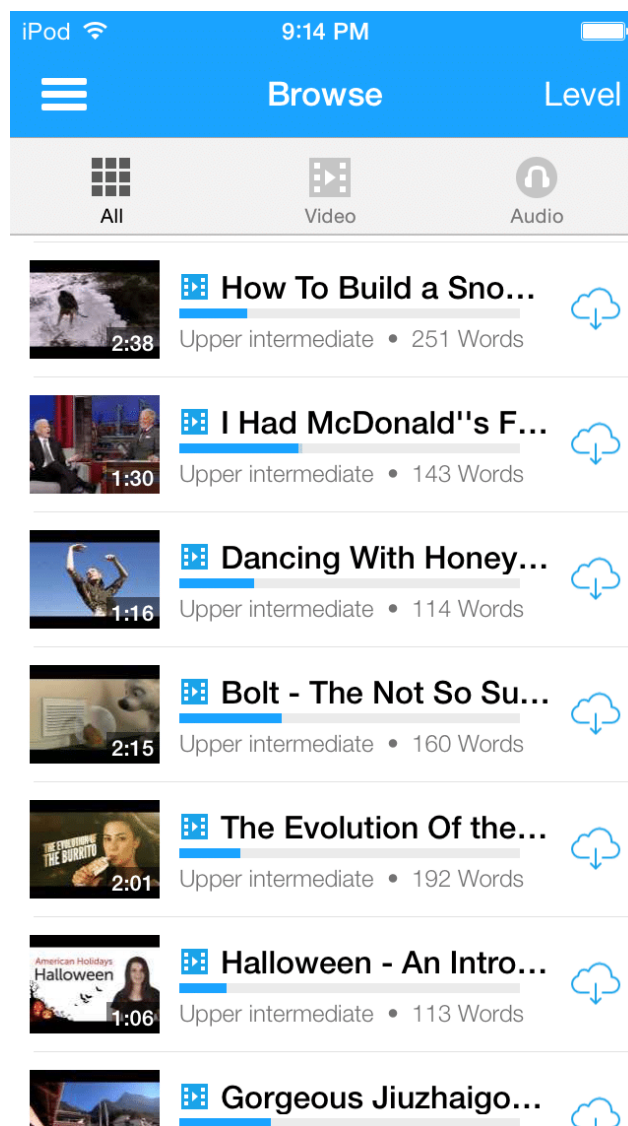 iPod 9:14 PM
Browse Level
All Video Audio
How To Build a Sno...
2:38 Upper intermediate • 251 Words
I Had McDonald''s F...
1:30 Upper intermediate • 143 Words
Dancing With Honey...
1:16 Upper intermediate • 114 Words
Bolt - The Not So Su...
2:15 Upper intermediate • 160 Words
The Evolution Of the...
THE EVOLUTION OF
THE BURRITO
2:01 Upper intermediate • 192 Words
Halloween - An Intro...
American Holidays
Halloween
1:06 Upper intermediate • 113 Words
Gorgeous Jiuzhaigo...